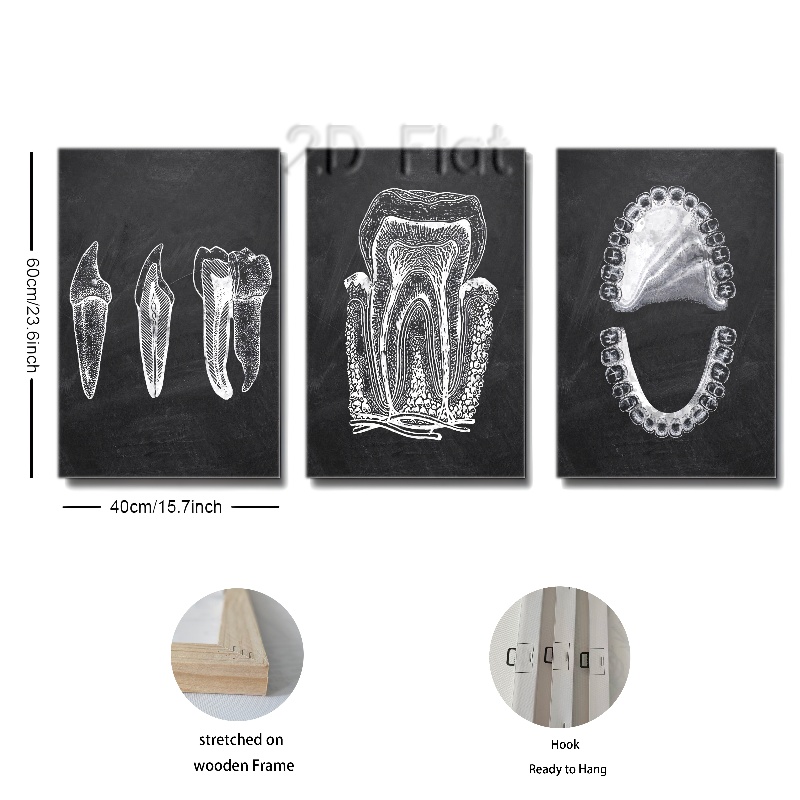 2D Flat
60cm/23.6inch
40cm/15.7inch
stretched on
wooden Frame
Hook
Ready to Hang